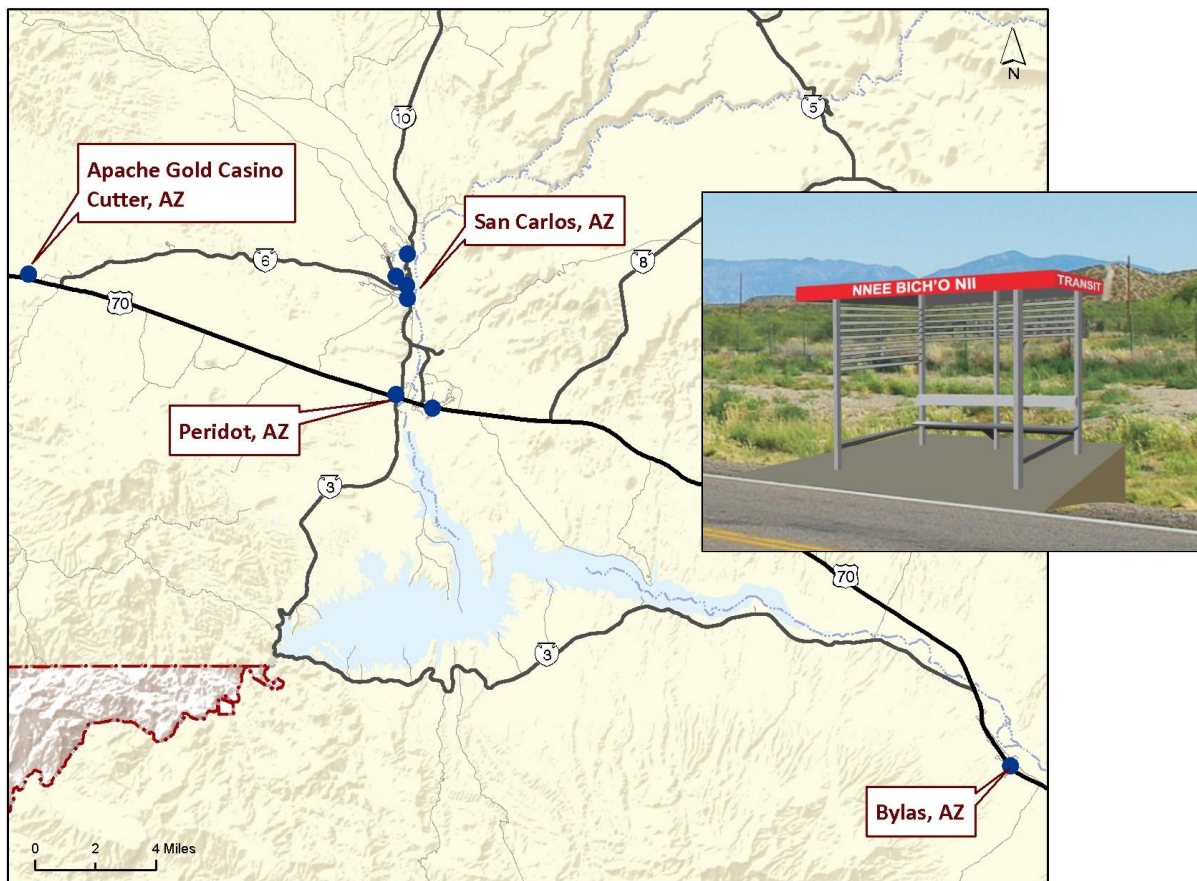 10
5
N
Apache Gold Casino
Cutter, AZ
San Carlos, AZ
6
8
70
NNEE BICH'O NII
TRANSIT
Peridot, AZ
3
70
3
Bylas, AZ
0 2 4 Miles